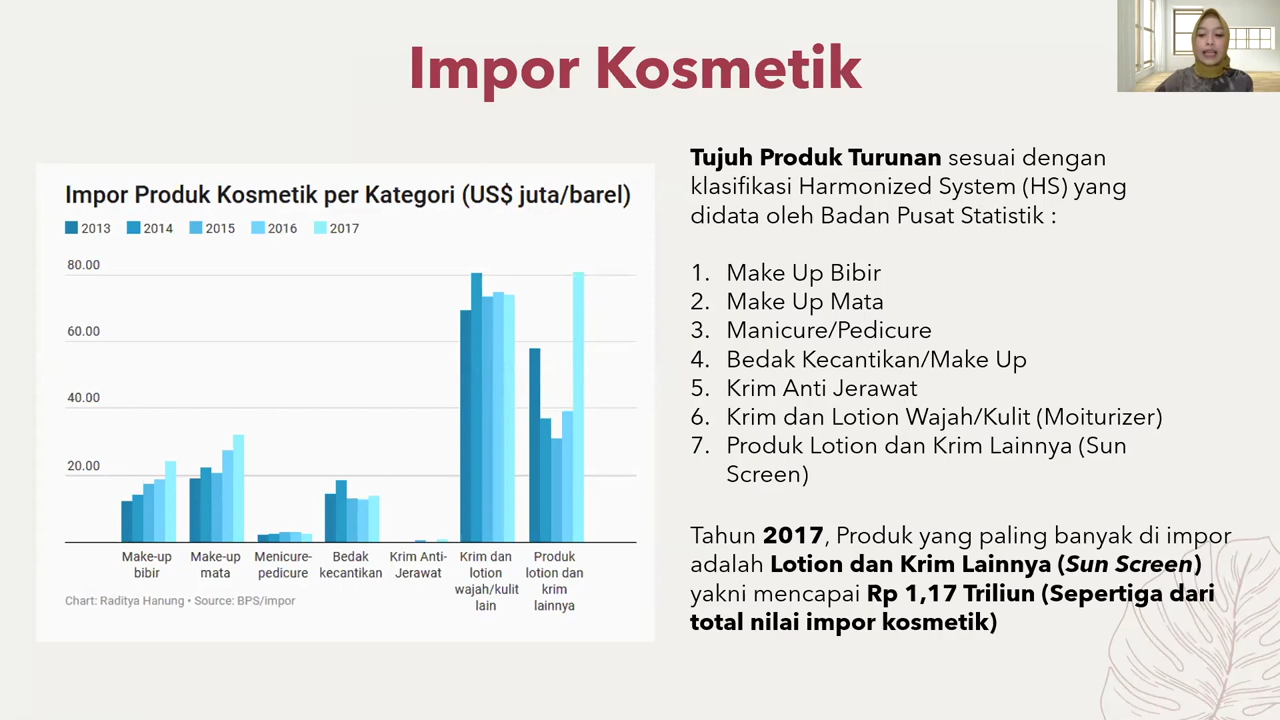 Impor Kosmetik
Impor Produk Kosmetik per Kategori (US$ juta/barel)
2013 2014 2015 2016 2017
80.00
60.00
40.00
20.00
Make-up bibir
Make-up mata
Menicure-pedicure
Bedak kecantikan
Krim Anti-Jerawat
Krim dan lotion wajah/kulit lain
Produk lotion dan krim lainnya
Chart: Raditya Hanung • Source: BPS/impor
Tujuh Produk Turunan sesuai dengan
klasifikasi Harmonized System (HS) yang
didata oleh Badan Pusat Statistik :
1. Make Up Bibir
2. Make Up Mata
3. Manicure/Pedicure
4. Bedak Kecantikan/Make Up
5. Krim Anti Jerawat
6. Krim dan Lotion Wajah/Kulit (Moiturizer)
7. Produk Lotion dan Krim Lainnya (Sun
Screen)
Tahun 2017, Produk yang paling banyak di impor
adalah Lotion dan Krim Lainnya (Sun Screen)
yakni mencapai Rp 1,17 Triliun (Sepertiga dari
total nilai impor kosmetik)